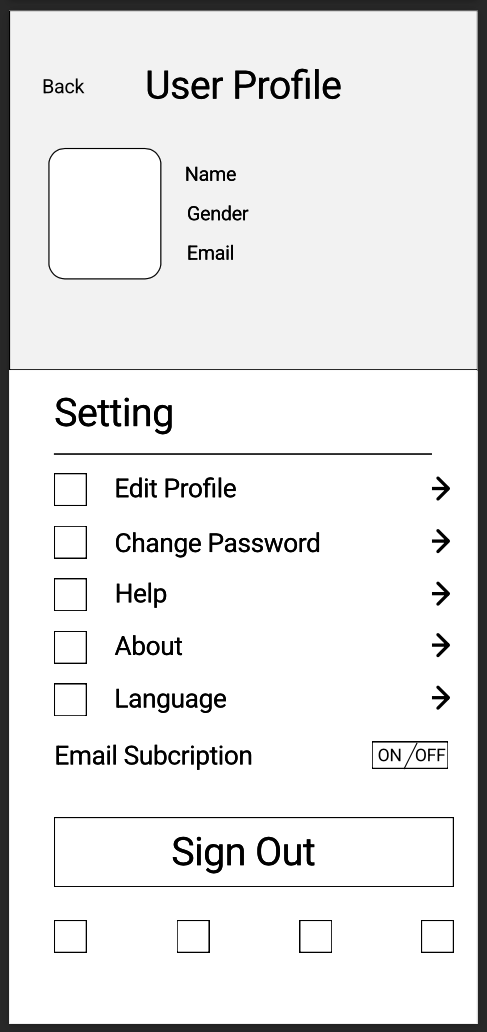 Back
User Profile
Name
Gender
Email
Setting
Edit Profile
Change Password
Help
About
Language
Email Subcription
ON/OFF
Sign Out